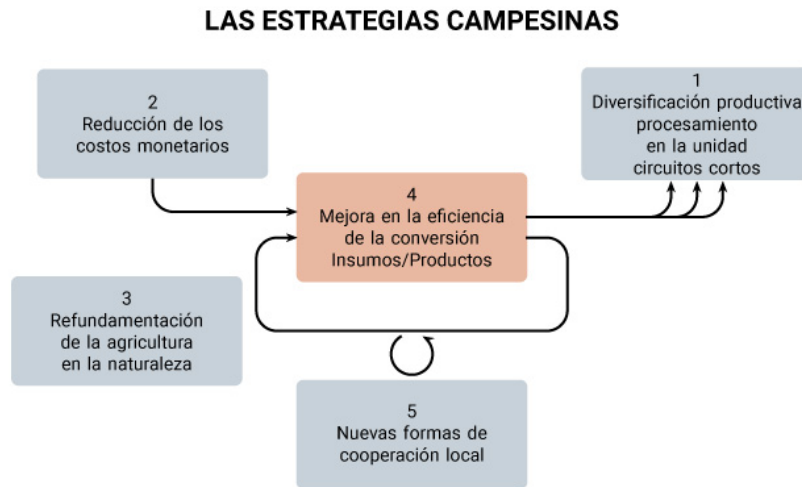 LAS ESTRATEGIAS CAMPESINAS
1
Diversificación productiva
procesamiento
en la unidad
circuitos cortos
2
Reducción de los
costos monetarios
4
Mejora en la eficiencia
de la conversión
Insumos/Productos
3
Refundamentación
de la agricultura
en la naturaleza
5
Nuevas formas de
cooperación local